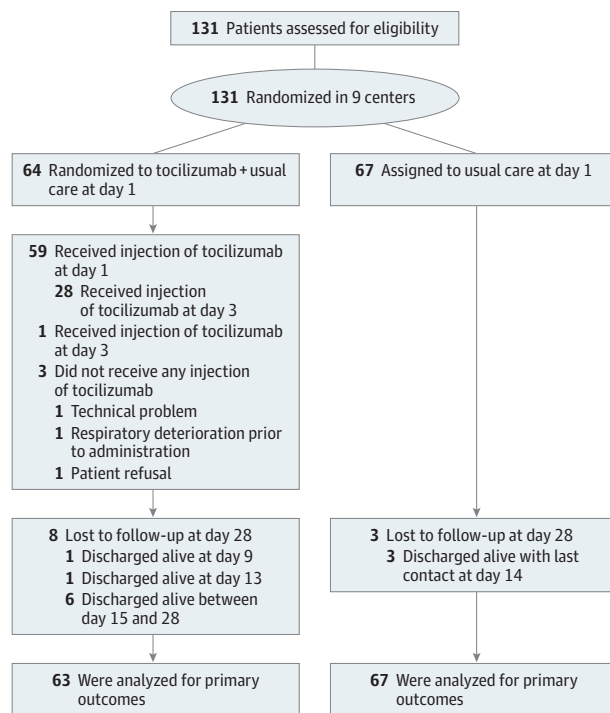 131 Patients assessed for eligibility
131 Randomized in 9 centers
64 Randomized to tocilizumab + usual
care at day 1
67 Assigned to usual care at day 1
59 Received injection of tocilizumab
at day 1
28 Received injection
of tocilizumab at day 3
1 Received injection of tocilizumab
at day 3
3 Did not receive any injection
of tocilizumab
1 Technical problem
1 Respiratory deterioration prior
to administration
1 Patient refusal
8 Lost to follow-up at day 28
1 Discharged alive at day 9
1 Discharged alive at day 13
6 Discharged alive between
day 15 and 28
3 Lost to follow-up at day 28
3 Discharged alive with last
contact at day 14
63 Were analyzed for primary
outcomes
67 Were analyzed for primary
outcomes